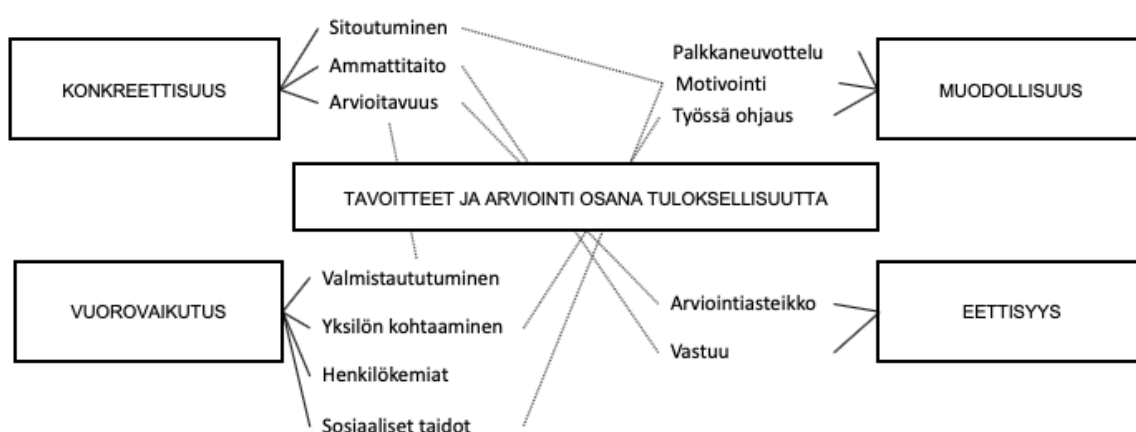 Sitoutuminen
Ammattitaito
Arvioitavuus
KONKREETTISUUS
Palkkaneuvottelu
Motivointi
Työssä ohjaus
MUODOLLISUUS
TAVOITTEET JA ARVIOINTI OSANA TULOKSELLISUUTTA
VUOROVAIKUTUS
Valmistaututuminen
Yksilön kohtaaminen
Henkilökemiat
Sosiaaliset taidot
Arviointiasteikko
Vastuu
EETTISYYS